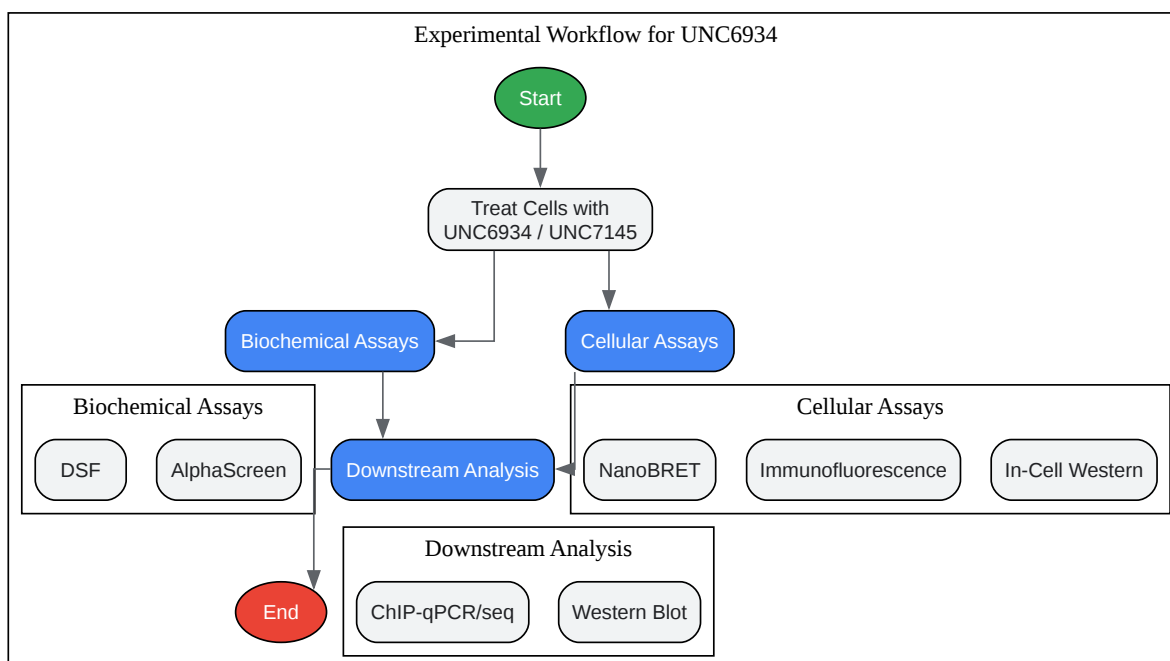 Experimental Workflow for UNC6934
Start
Treat Cells with
UNC6934 / UNC7145
Biochemical Assays
Cellular Assays
Biochemical Assays
DSF
AlphaScreen
Downstream Analysis
Cellular Assays
NanoBRET
Immunofluorescence
In-Cell Western
Downstream Analysis
End
ChIP-qPCR/seq
Western Blot